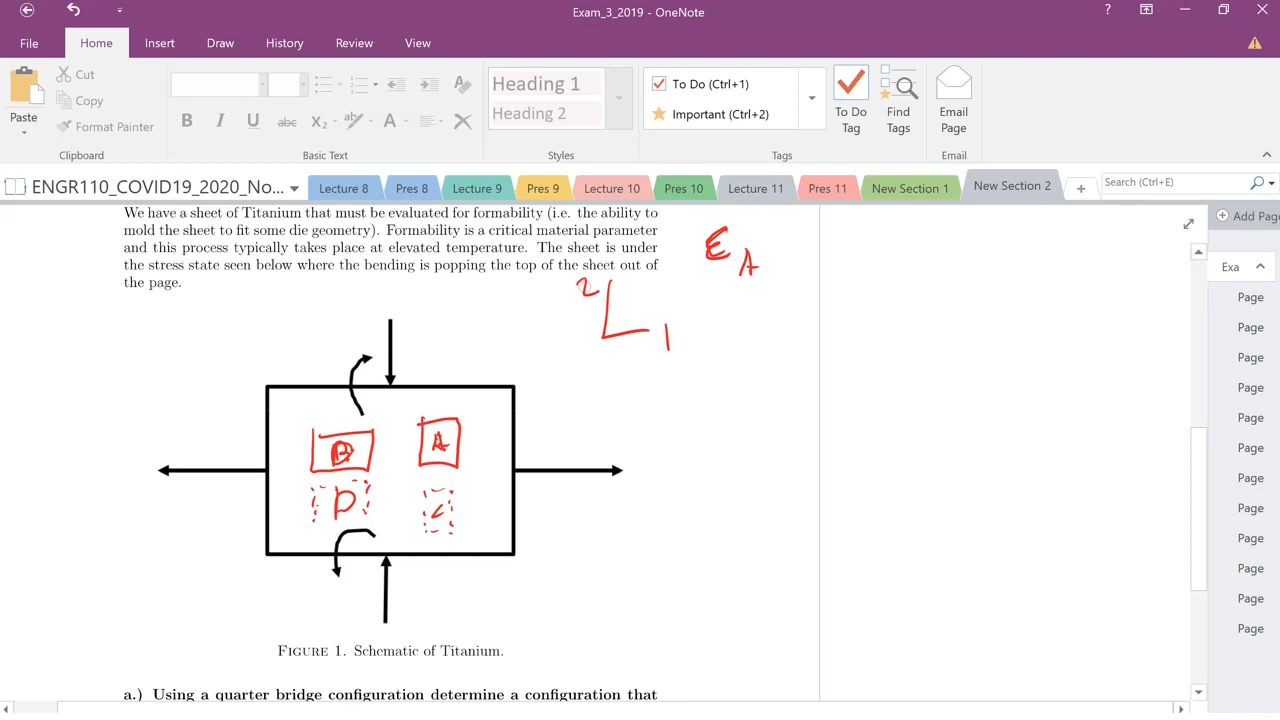 Exam_3_2019 - OneNote
?
File Home Insert Draw History Review View
Paste
Cut
Copy
Format Painter
Clipboard
B I U abc X₂ A
Basic Text
Heading 1
Heading 2
Styles
To Do (Ctrl+1)
Important (Ctrl+2)
To Do Tag
Find Tags
Tags
Email Page
Email
ENGR110_COVID19_2020_No...
Lecture 8 Pres 8 Lecture 9 Pres 9 Lecture 10 Pres 10 Lecture 11 Pres 11 New Section 1 New Section 2 +
Search (Ctrl+E)
We have a sheet of Titanium that must be evaluated for formability (i.e. the ability to
mold the sheet to fit some die geometry). Formability is a critical material parameter
and this process typically takes place at elevated temperature. The sheet is under
the stress state seen below where the bending is popping the top of the sheet out of
the page.
ε A
2
1
B A
D C
FIGURE 1. Schematic of Titanium.
a.) Using a quarter bridge configuration determine a configuration that
Add Page
Exa
Page
Page
Page
Page
Page
Page
Page
Page
Page
Page
Page
Page